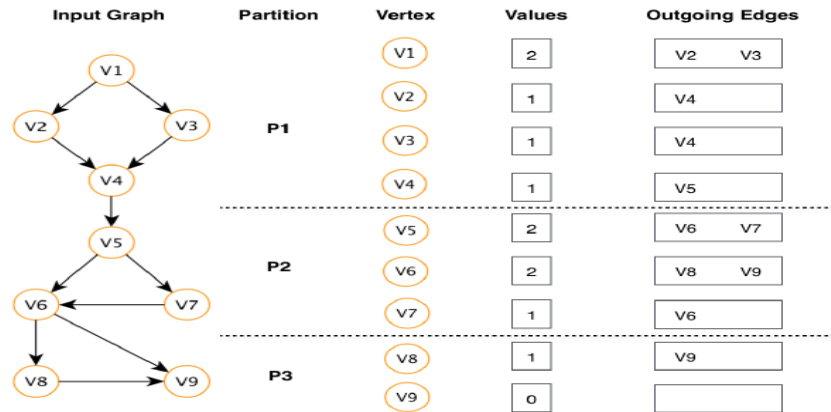 Input Graph Partition Vertex Values Outgoing Edges
V1 2 V2 V3
V1
V2 1 V4
V2 V3
P1
V3 1 V4
V4
V4 1 V5
V5
V5 2 V6 V7
P2
V6 2 V8 V9
V6 V7
V7 1 V6
V8 V9
P3
V8 1 V9
V9 0